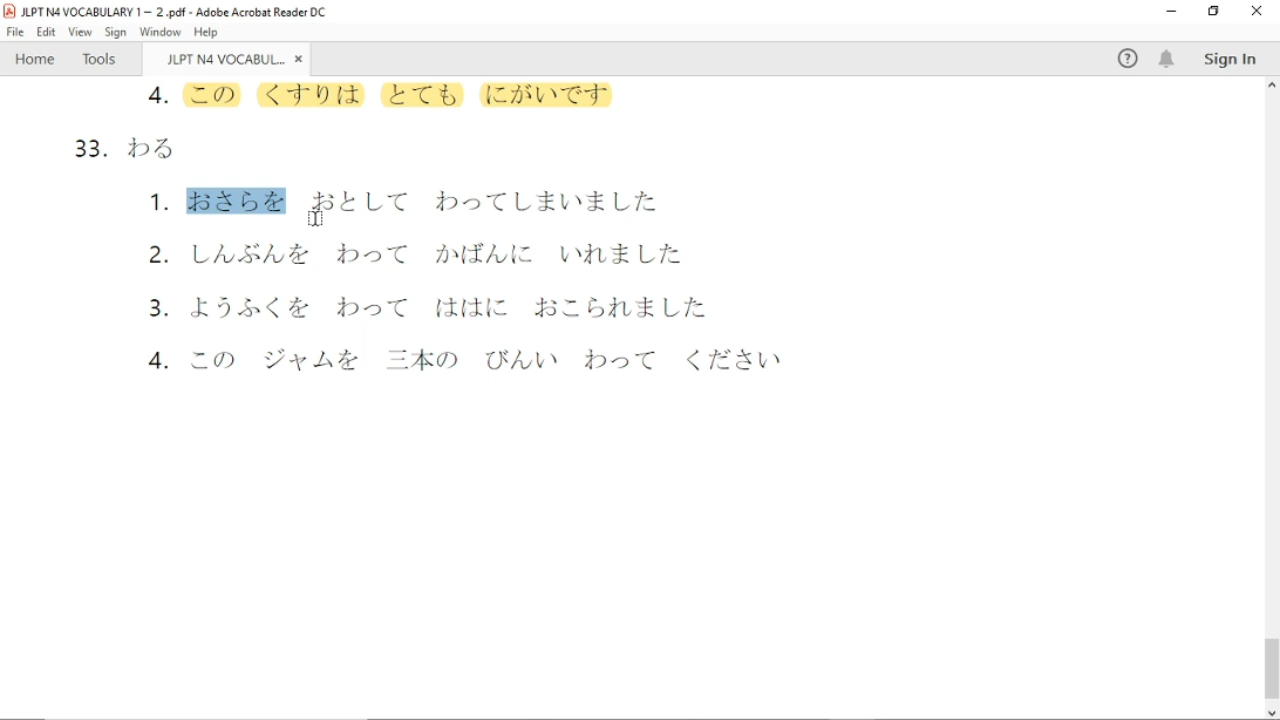 JLPT N4 VOCABULARY 1－ 2 .pdf - Adobe Acrobat Reader DC
File Edit View Sign Window Help
Home Tools JLPT N4 VOCABUL... × ? Sign In
4. この くすりは とても にがいです
33. わる
1. おさらを おとして わってしまいました
2. しんぶんを わって かばんに いれました
3. ようふくを わって ははに おこられました
4. この ジャムを 三本の びんい わって ください